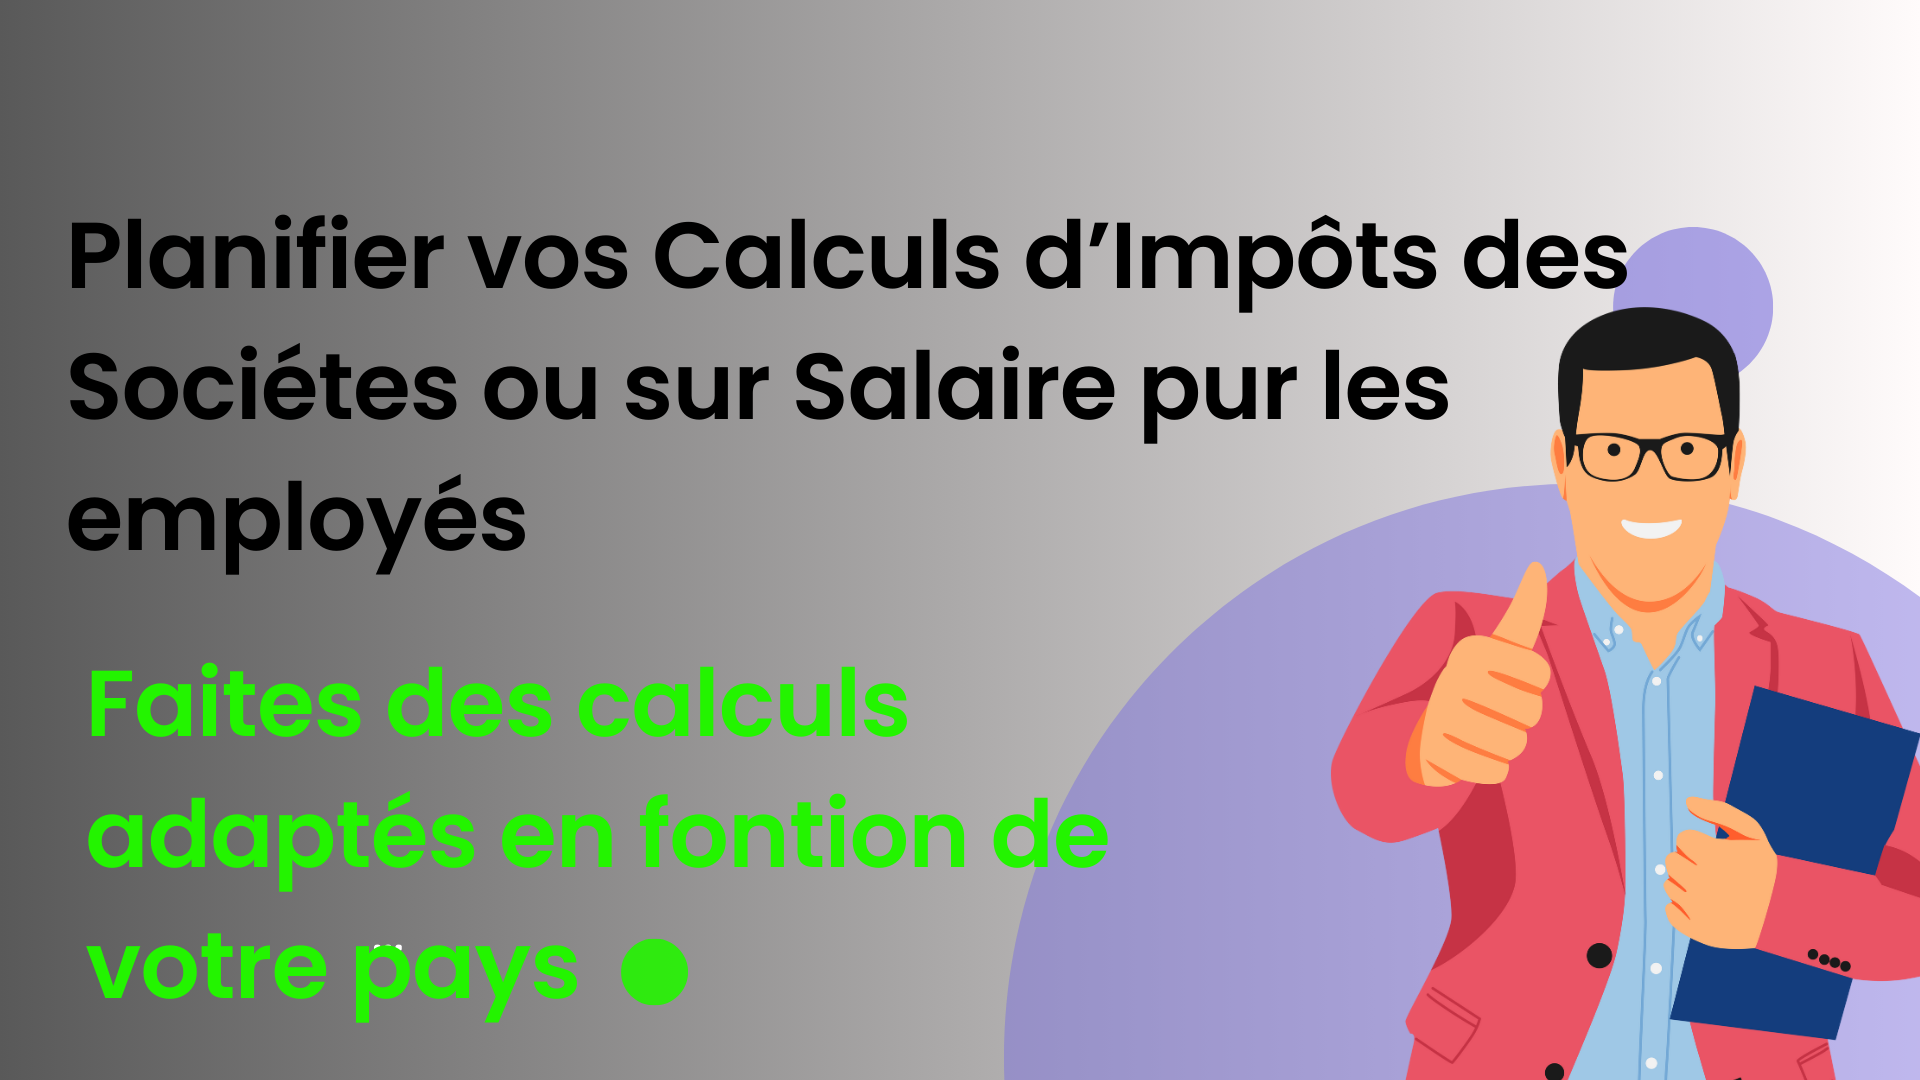 Planifier vos Calculs d’Impôts des
Sociétes ou sur Salaire pur les
employés
Faites des calculs
adaptés en fontion de
votre pays